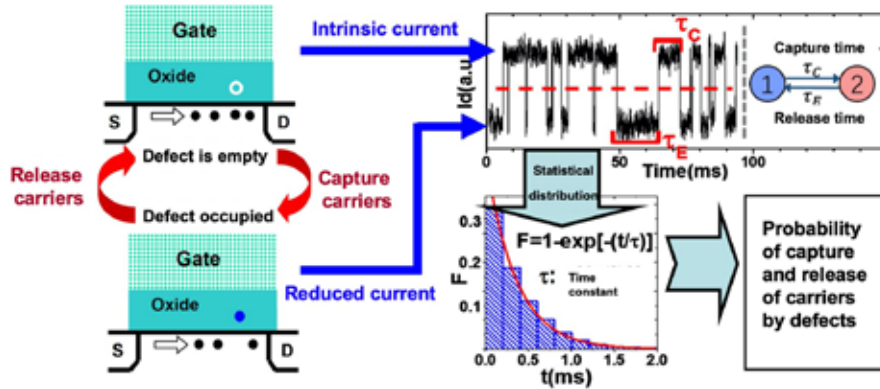 Gate
Oxide
S
D
Defect is empty
Release
carriers
Capture
carriers
Defect occupied
Gate
Oxide
S
D
Intrinsic current
Reduced current
Id(a.u.
τC
τE
0
50
100
Time(ms)
Capture time
τC
1
2
τE
Release time
Statistical
distribution
F=1-exp[-(t/τ)]
τ: Time
constant
F
0.3
0.2
0.1
0.0
0.5
1.0
1.5
2.0
t(ms)
Probability
of capture
and release
of carriers
by defects